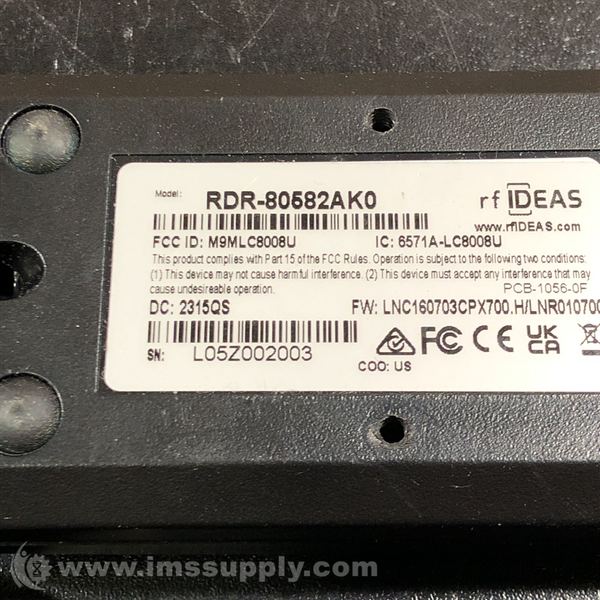 Model: RDR-80582AK0
rf IDEAS
www.rfIDEAS.com
FCC ID: M9MLC8008U IC: 6571A-LC8008U
This product complies with Part 15 of the FCC Rules. Operation is subject to the following two conditions:
(1) This device may not cause harmful interference. (2) This device must accept any interference that may
cause undesireable operation. PCB-1056-0F
DC: 2315QS FW: LNC160703CPX700.H/LNR010700
SN: L05Z002003
FC CE UK
CA
COO: US
www.imssupply.com